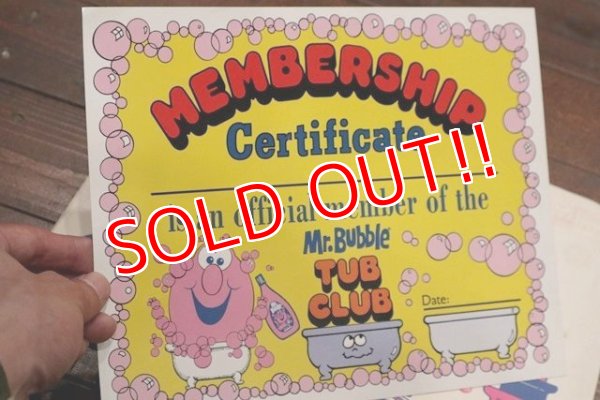 MEMBERSHIP
Certificate
SOLD OUT!!
Is an official member of the
Mr. Bubble
TUB
CLUB
Date: